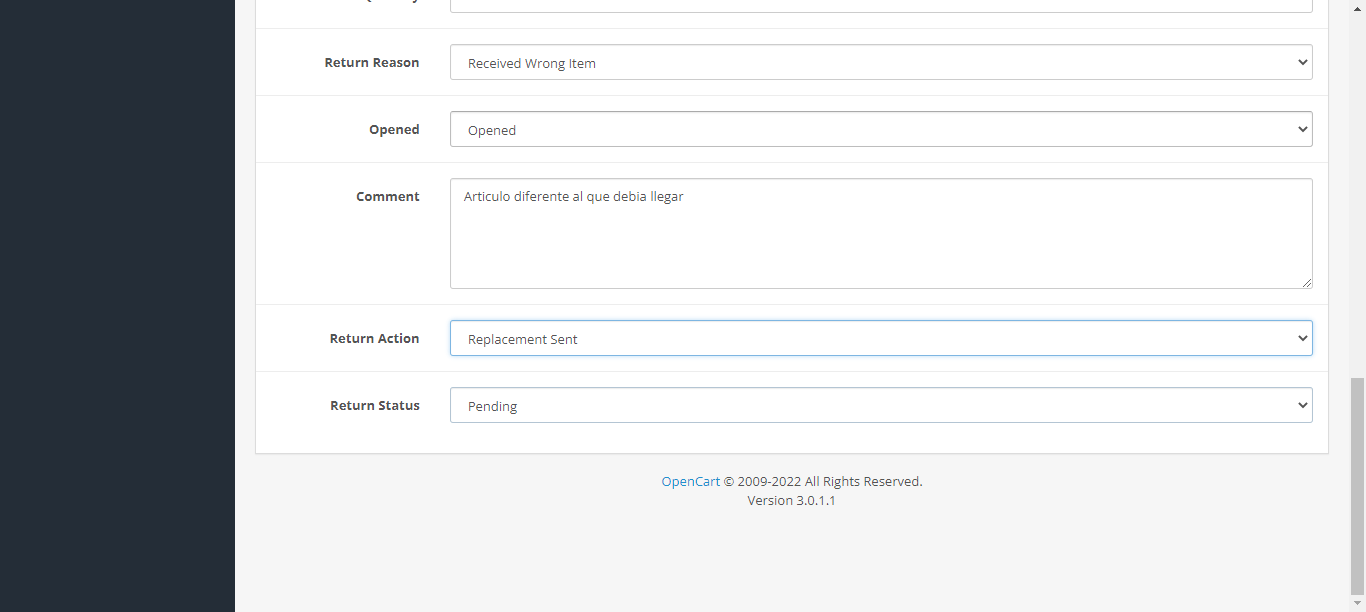 Return Reason
Received Wrong Item
Opened
Opened
Comment
Articulo diferente al que debia llegar
Return Action
Replacement Sent
Return Status
Pending
OpenCart © 2009-2022 All Rights Reserved.
Version 3.0.1.1